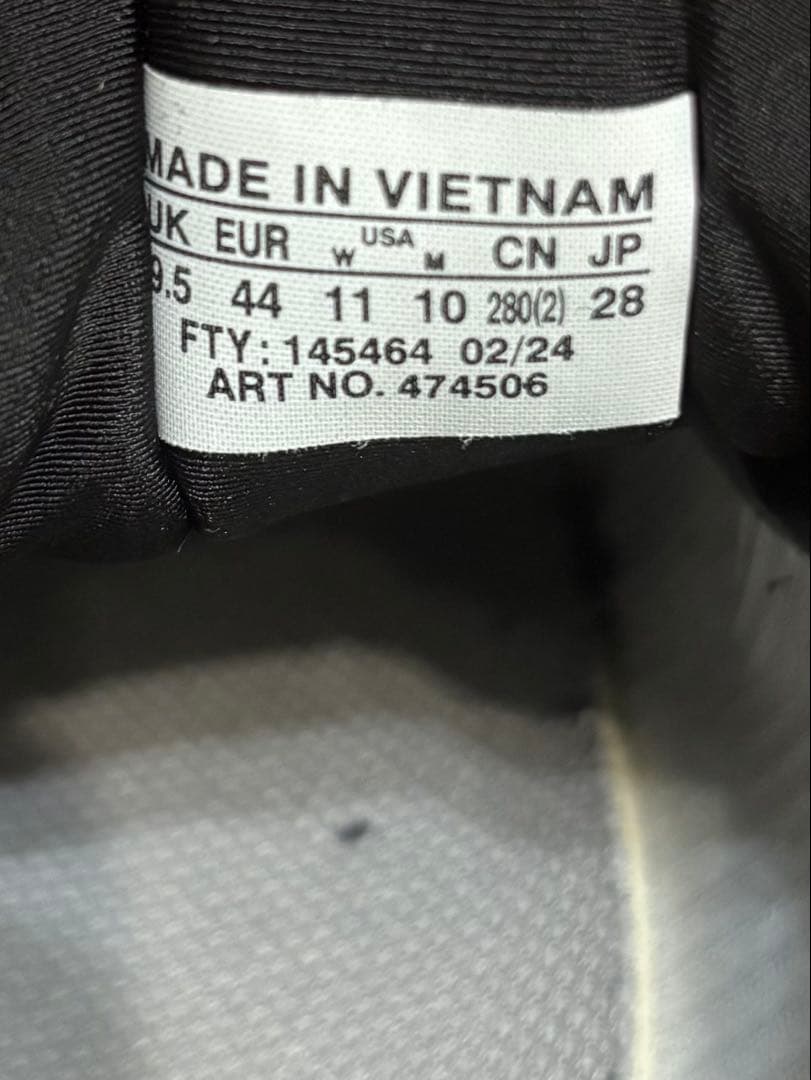 MADE IN VIETNAM
UK EUR W USA M CN JP
9.5 44 11 10 280(2) 28
FTY: 145464 02/24
ART NO. 474506